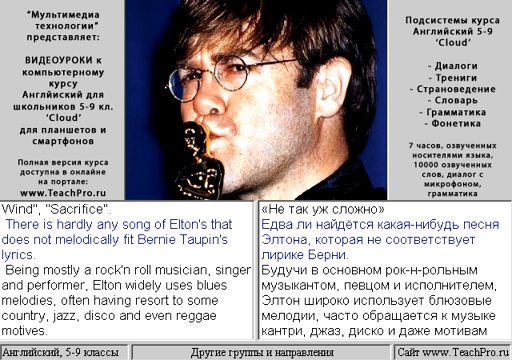 "Мультимедиа
технологии"
представляет:
ВИДЕОУРОКИ к
компьютерному
курсу
Английский для
школьников 5-9 кл.
'Cloud'
для планшетов и
смартфонов
Полная версия курса
доступна в онлайне
на портале:
www.TeachPro.ru
Подсистемы курса
Английский 5-9
'Cloud'
- Диалоги
- Тренинги
- Страноведение
- Словарь
- Грамматика
- Фонетика
7 часов, озвученных
носителями языка,
10000 озвученных
слов, диалог с
микрофоном,
грамматика
Wind", "Sacrifice".
There is hardly any song of Elton's that
does not melodically fit Bernie Taupin's
lyrics.
Being mostly a rock'n roll musician, singer
and performer, Elton widely uses blues
melodies, often having resort to some
country, jazz, disco and even reggae
motives.
«Не так уж сложно»
Едва ли найдётся какая-нибудь песня
Элтона, которая не соответствует
лирике Берни.
Будучи в основном рок-н-рольным
музыкантом, певцом и исполнителем,
Элтон широко использует блюзовые
мелодии, часто обращается к музыке
кантри, джаз, диско и даже мотивам
Английский, 5-9 классы
Другие группы и направления
Сайт www.TeachPro.ru